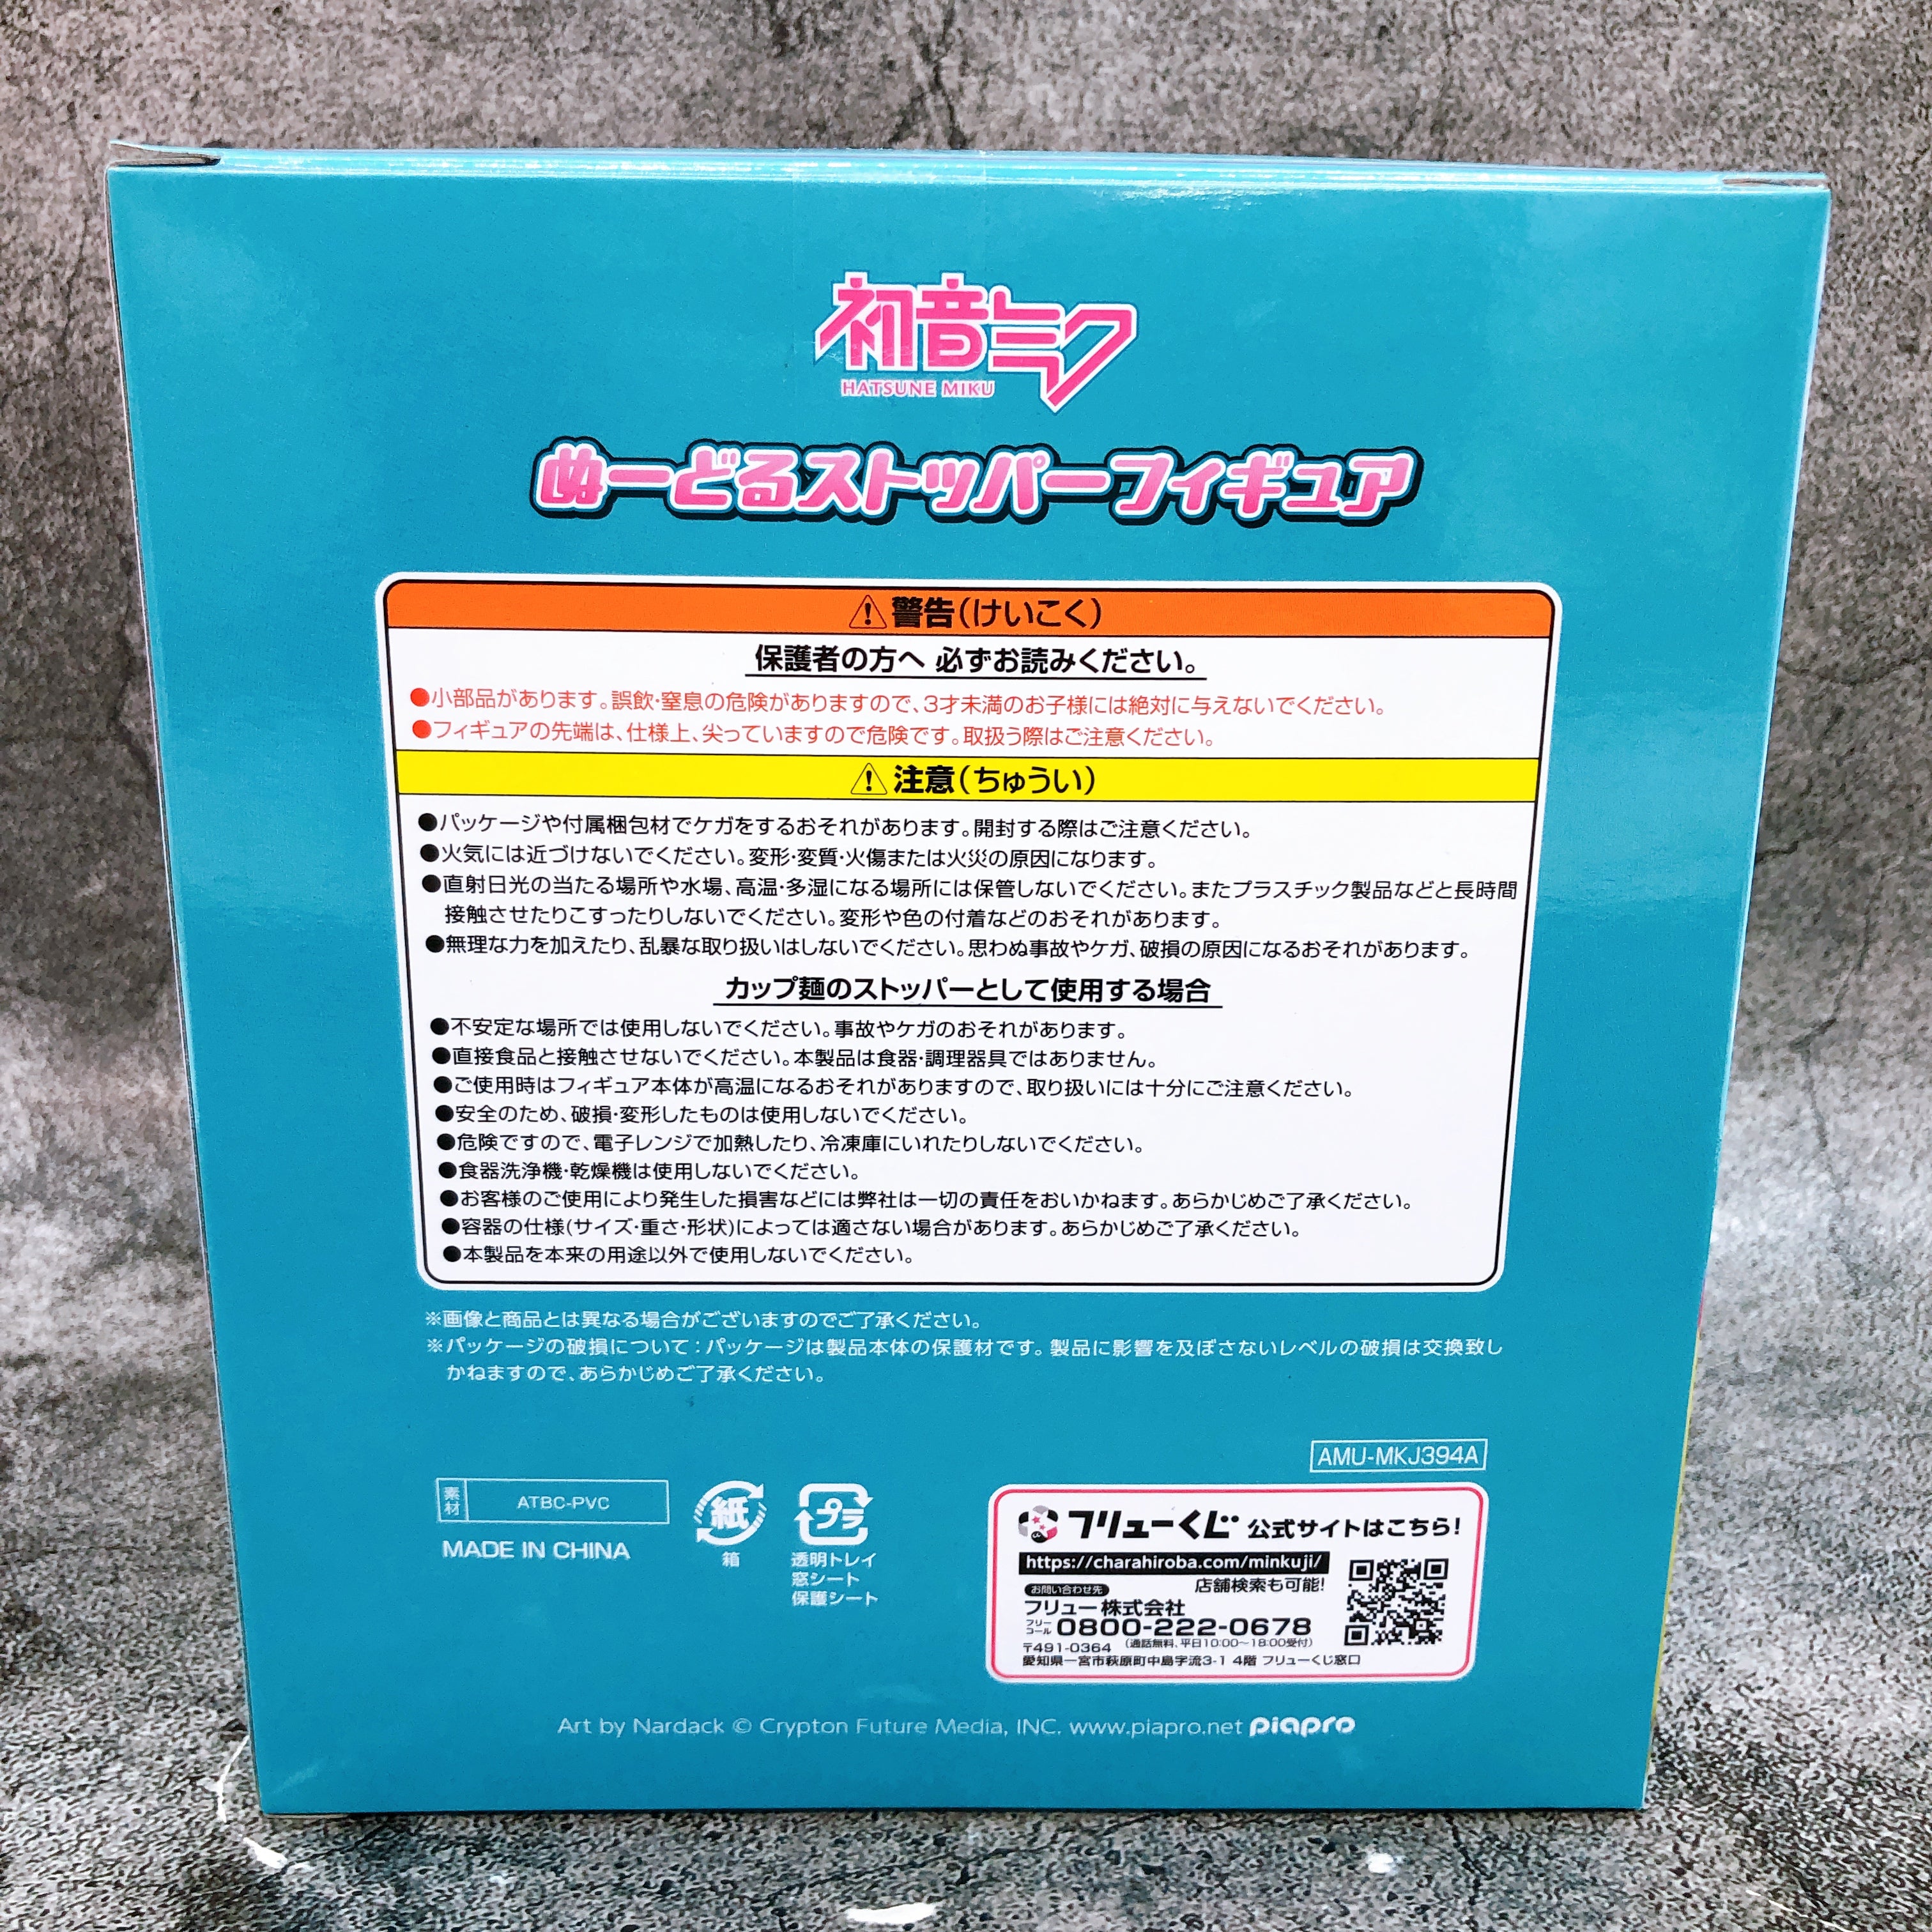 初音ミク
HATSUNE MIKU
ぬーどるストッパーフィギュア
警告(けいこく)
保護者の方へ 必ずお読みください。
●小部品があります。誤飲・窒息の危険がありますので、3才未満のお子様には絶対に与えないでください。
●フィギュアの先端は、仕様上、尖っていますので危険です。取扱う際はご注意ください。
注意(ちゅうい)
●パッケージや付属梱包材でケガをするおそれがあります。開封する際はご注意ください。
●火気には近づけないでください。変形・変質・火傷または火災の原因になります。
●直射日光の当たる場所や水場、高温・多湿になる場所には保管しないでください。またプラスチック製品などと長時間
接触させたりこすったりしないでください。変形や色の付着などのおそれがあります。
●無理な力を加えたり、乱暴な取り扱いはしないでください。思わぬ事故やケガ、破損の原因になるおそれがあります。
カップ麺のストッパーとして使用する場合
●不安定な場所では使用しないでください。事故やケガのおそれがあります。
●直接食品と接触させないでください。本製品は食器・調理器具ではありません。
●ご使用時はフィギュア本体が高温になるおそれがありますので、取り扱いには十分にご注意ください。
●安全のため、破損・変形したものは使用しないでください。
●危険ですので、電子レンジで加熱したり、冷凍庫にいれたりしないでください。
●食器洗浄機・乾燥機は使用しないでください。
●お客様のご使用により発生した損害などには弊社は一切の責任をおいかねます。あらかじめご了承ください。
●容器の仕様(サイズ・重さ・形状)によっては適さない場合があります。あらかじめご了承ください。
●本製品を本来の用途以外で使用しないでください。
※画像と商品とは異なる場合がございますのでご了承ください。
※パッケージの破損について：パッケージは製品本体の保護材です。製品に影響を及ぼさないレベルの破損は交換致し
かねますので、あらかじめご了承ください。
AMU-MKJ394A
素材 ATBC-PVC
MADE IN CHINA
紙
箱
プラ
透明トレイ
窓シート
保護シート
フリューくじ 公式サイトはこちら!
https://charahiroba.com/minkuji/
店舗検索も可能!
お問い合わせ先
フリュー株式会社
フリーコール 0800-222-0678
〒491-0364 (通話無料、平日10:00～18:00受付)
愛知県一宮市萩原町中島字流3-1 4階 フリューくじ窓口
Art by Nardack © Crypton Future Media, INC. www.piapro.net piapro